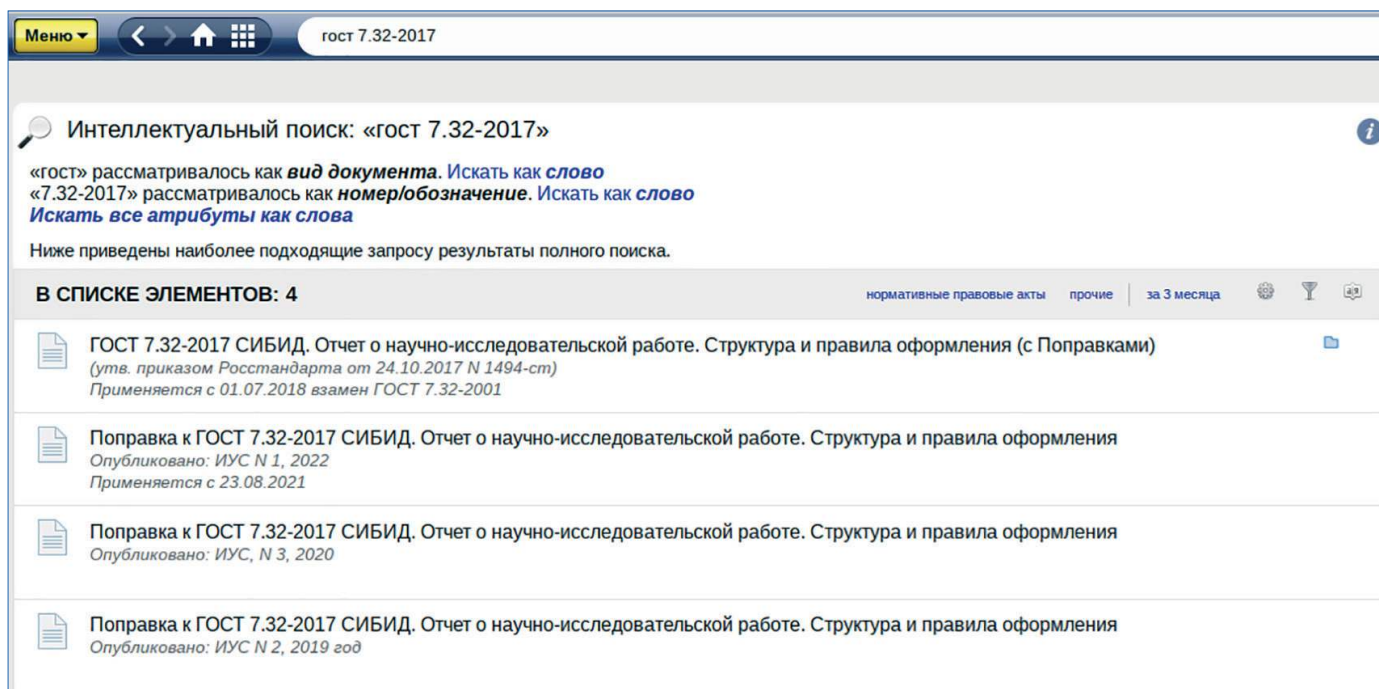 Меню
гост 7.32-2017
Интеллектуальный поиск: «гост 7.32-2017»
«гост» рассматривалось как вид документа. Искать как слово
«7.32-2017» рассматривалось как номер/обозначение. Искать как слово
Искать все атрибуты как слова
Ниже приведены наиболее подходящие запросу результаты полного поиска.
В СПИСКЕ ЭЛЕМЕНТОВ: 4 нормативные правовые акты прочие за 3 месяца
ГОСТ 7.32-2017 СИБИД. Отчет о научно-исследовательской работе. Структура и правила оформления (с Поправками)
(утв. приказом Росстандарта от 24.10.2017 N 1494-ст)
Применяется с 01.07.2018 взамен ГОСТ 7.32-2001
Поправка к ГОСТ 7.32-2017 СИБИД. Отчет о научно-исследовательской работе. Структура и правила оформления
Опубликовано: ИУС N 1, 2022
Применяется с 23.08.2021
Поправка к ГОСТ 7.32-2017 СИБИД. Отчет о научно-исследовательской работе. Структура и правила оформления
Опубликовано: ИУС, N 3, 2020
Поправка к ГОСТ 7.32-2017 СИБИД. Отчет о научно-исследовательской работе. Структура и правила оформления
Опубликовано: ИУС N 2, 2019 год